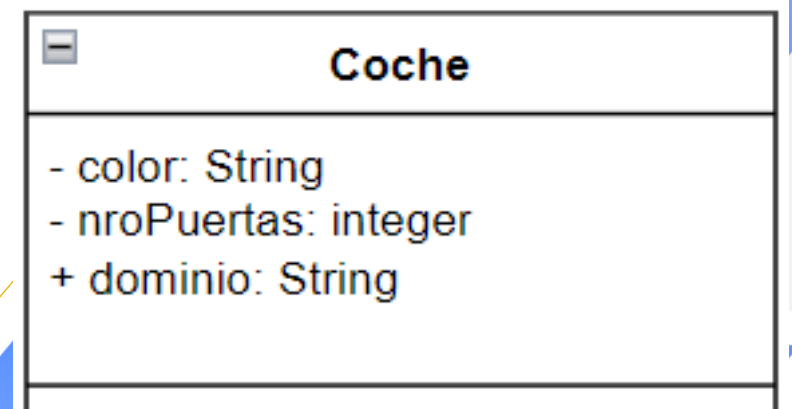 Coche
- color: String
- nroPuertas: integer
+ dominio: String